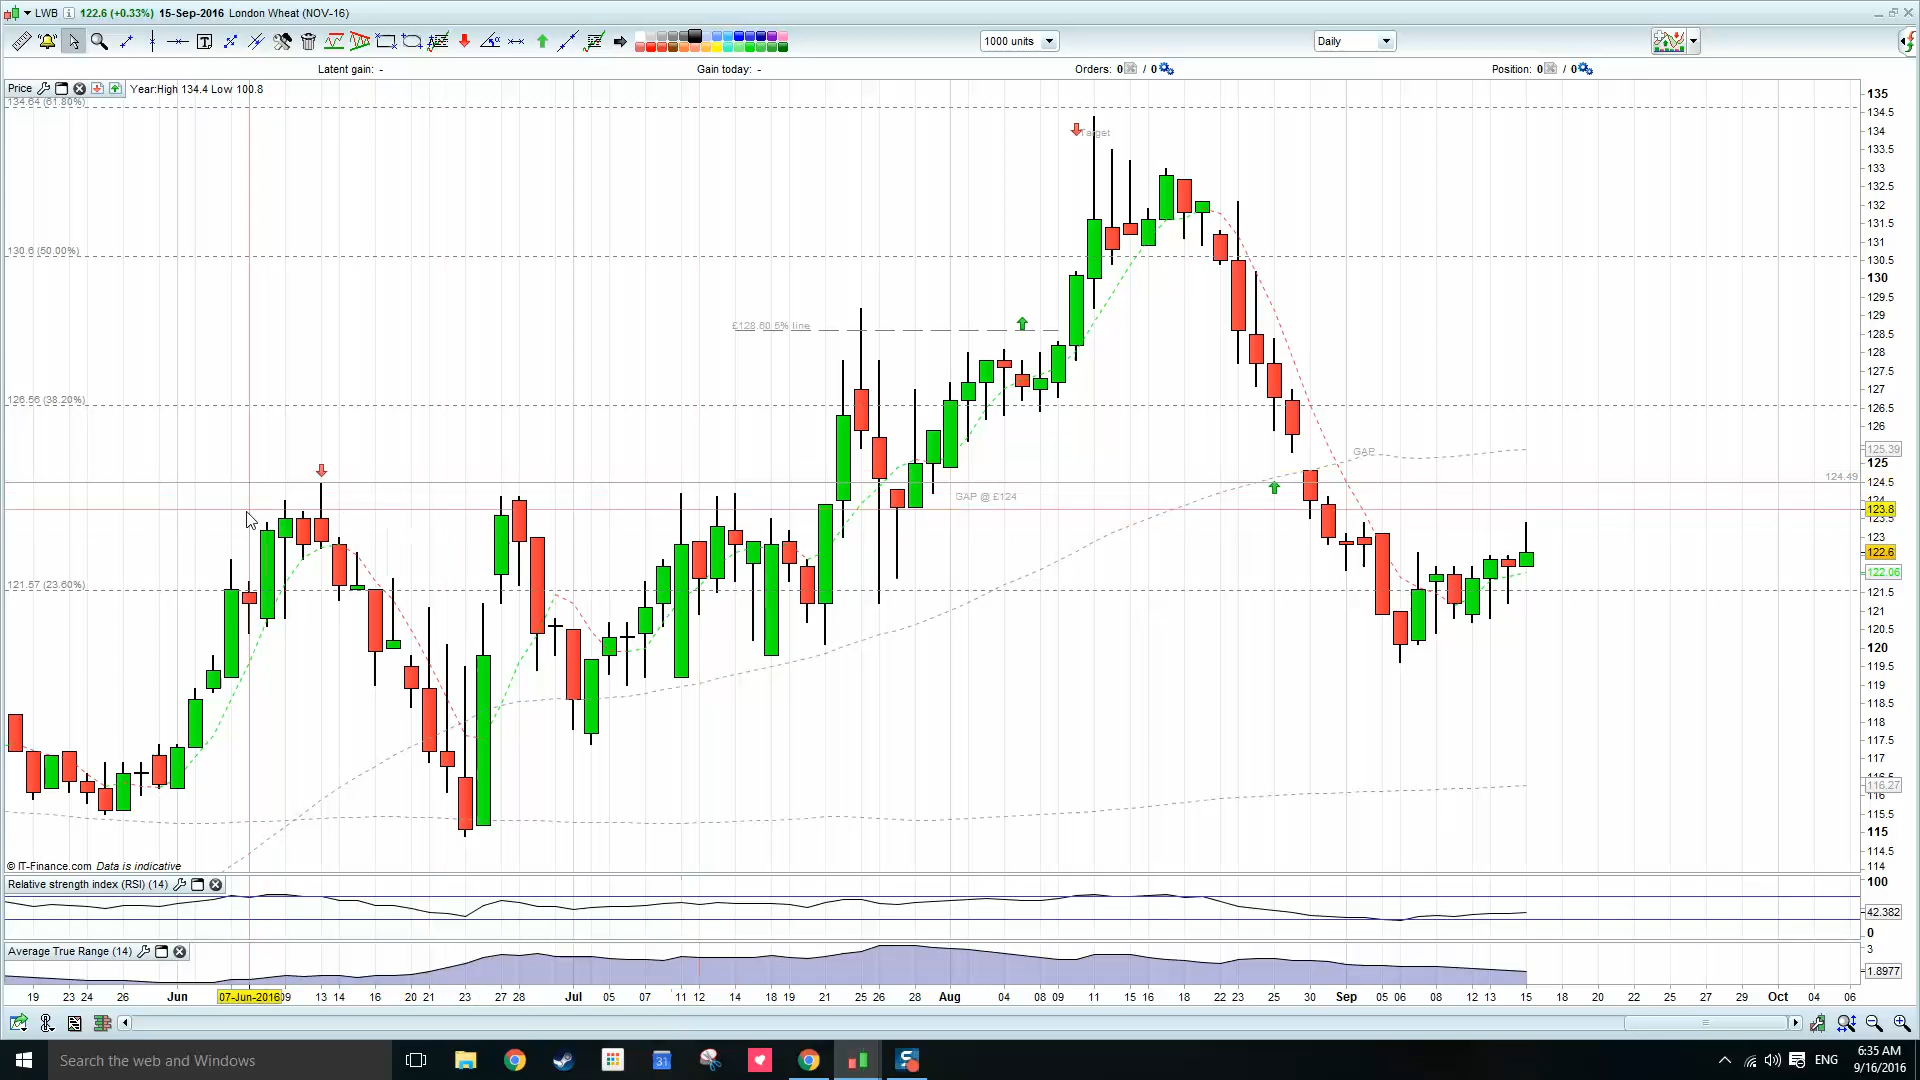 LWB 122.6 (+0.33%) 15-Sep-2016 London Wheat (NOV-16)
1000 units
Daily
Latent gain: -
Gain today: -
Orders: 0 / 0
Position: 0 / 0
Price
Year:High 134.4 Low 100.8
134.64 (61.80%)
Target
130.6 (50.00%)
£128.60 5% line
126.56 (38.20%)
GAP
124.49
GAP @ £124
121.57 (23.60%)
135
134.5
134
133.5
133
132.5
132
131.5
131
130.5
130
129.5
129
128.5
128
127.5
127
126.5
126
125.39
125
124.5
124
123.8
123.5
123
122.6
122.06
121.5
121
120.5
120
119.5
119
118.5
118
117.5
117
116.5
116.27
116
115.5
115
114.5
114
© IT-Finance.com Data is indicative
Relative strength index (RSI) (14)
100
42.382
0
Average True Range (14)
3
1.8977
19 23 24 26 Jun 07-Jun-2016 09 13 14 16 20 21 23 27 28 Jul 05 07 11 12 14 18 19 21 25 26 28 Aug 04 08 09 11 15 16 18 22 23 25 30 Sep 05 06 08 12 13 15 18 20 22 25 27 29 Oct 04 06
Search the web and Windows
31
ENG
6:35 AM
9/16/2016